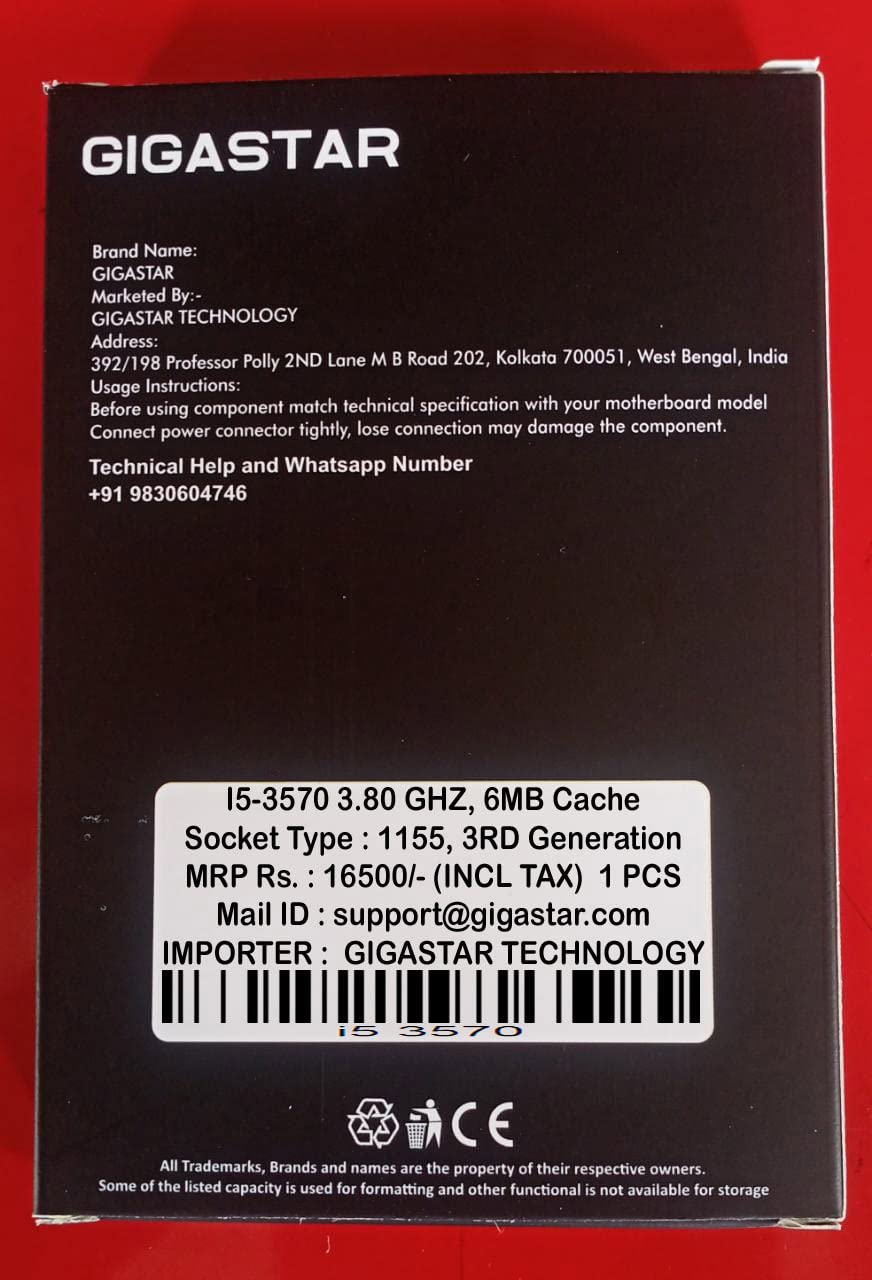 GIGASTAR
Brand Name:
GIGASTAR
Marketed By:-
GIGASTAR TECHNOLOGY
Address:
392/198 Professor Polly 2ND Lane M B Road 202, Kolkata 700051, West Bengal, India
Usage Instructions:
Before using component match technical specification with your motherboard model
Connect power connector tightly, lose connection may damage the component.
Technical Help and Whatsapp Number
+91 9830604746
I5-3570 3.80 GHZ, 6MB Cache
Socket Type : 1155, 3RD Generation
MRP Rs. : 16500/- (INCL TAX) 1 PCS
Mail ID : support@gigastar.com
IMPORTER : GIGASTAR TECHNOLOGY
i5 3570
CE
All Trademarks, Brands and names are the property of their respective owners.
Some of the listed capacity is used for formatting and other functional is not available for storage